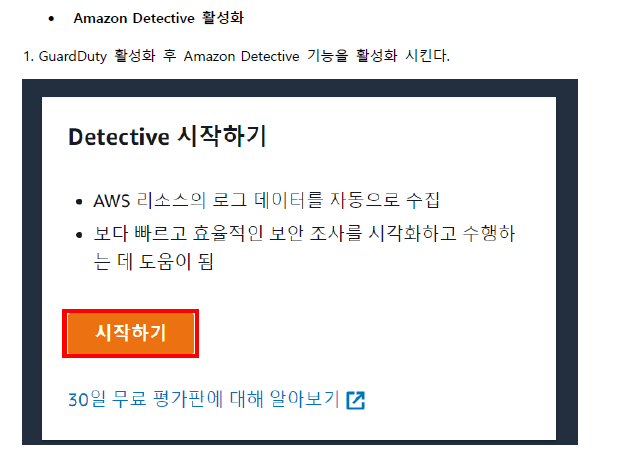 • Amazon Detective 활성화
1. GuardDuty 활성화 후 Amazon Detective 기능을 활성화 시킨다.
Detective 시작하기
• AWS 리소스의 로그 데이터를 자동으로 수집
• 보다 빠르고 효율적인 보안 조사를 시각화하고 수행하
는 데 도움이 됨
시작하기
30일 무료 평가판에 대해 알아보기